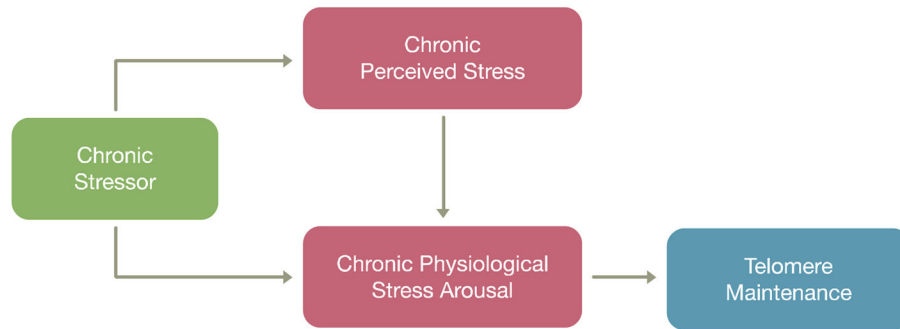 Chronic
Perceived Stress
Chronic
Stressor
Chronic Physiological
Stress Arousal
Telomere
Maintenance